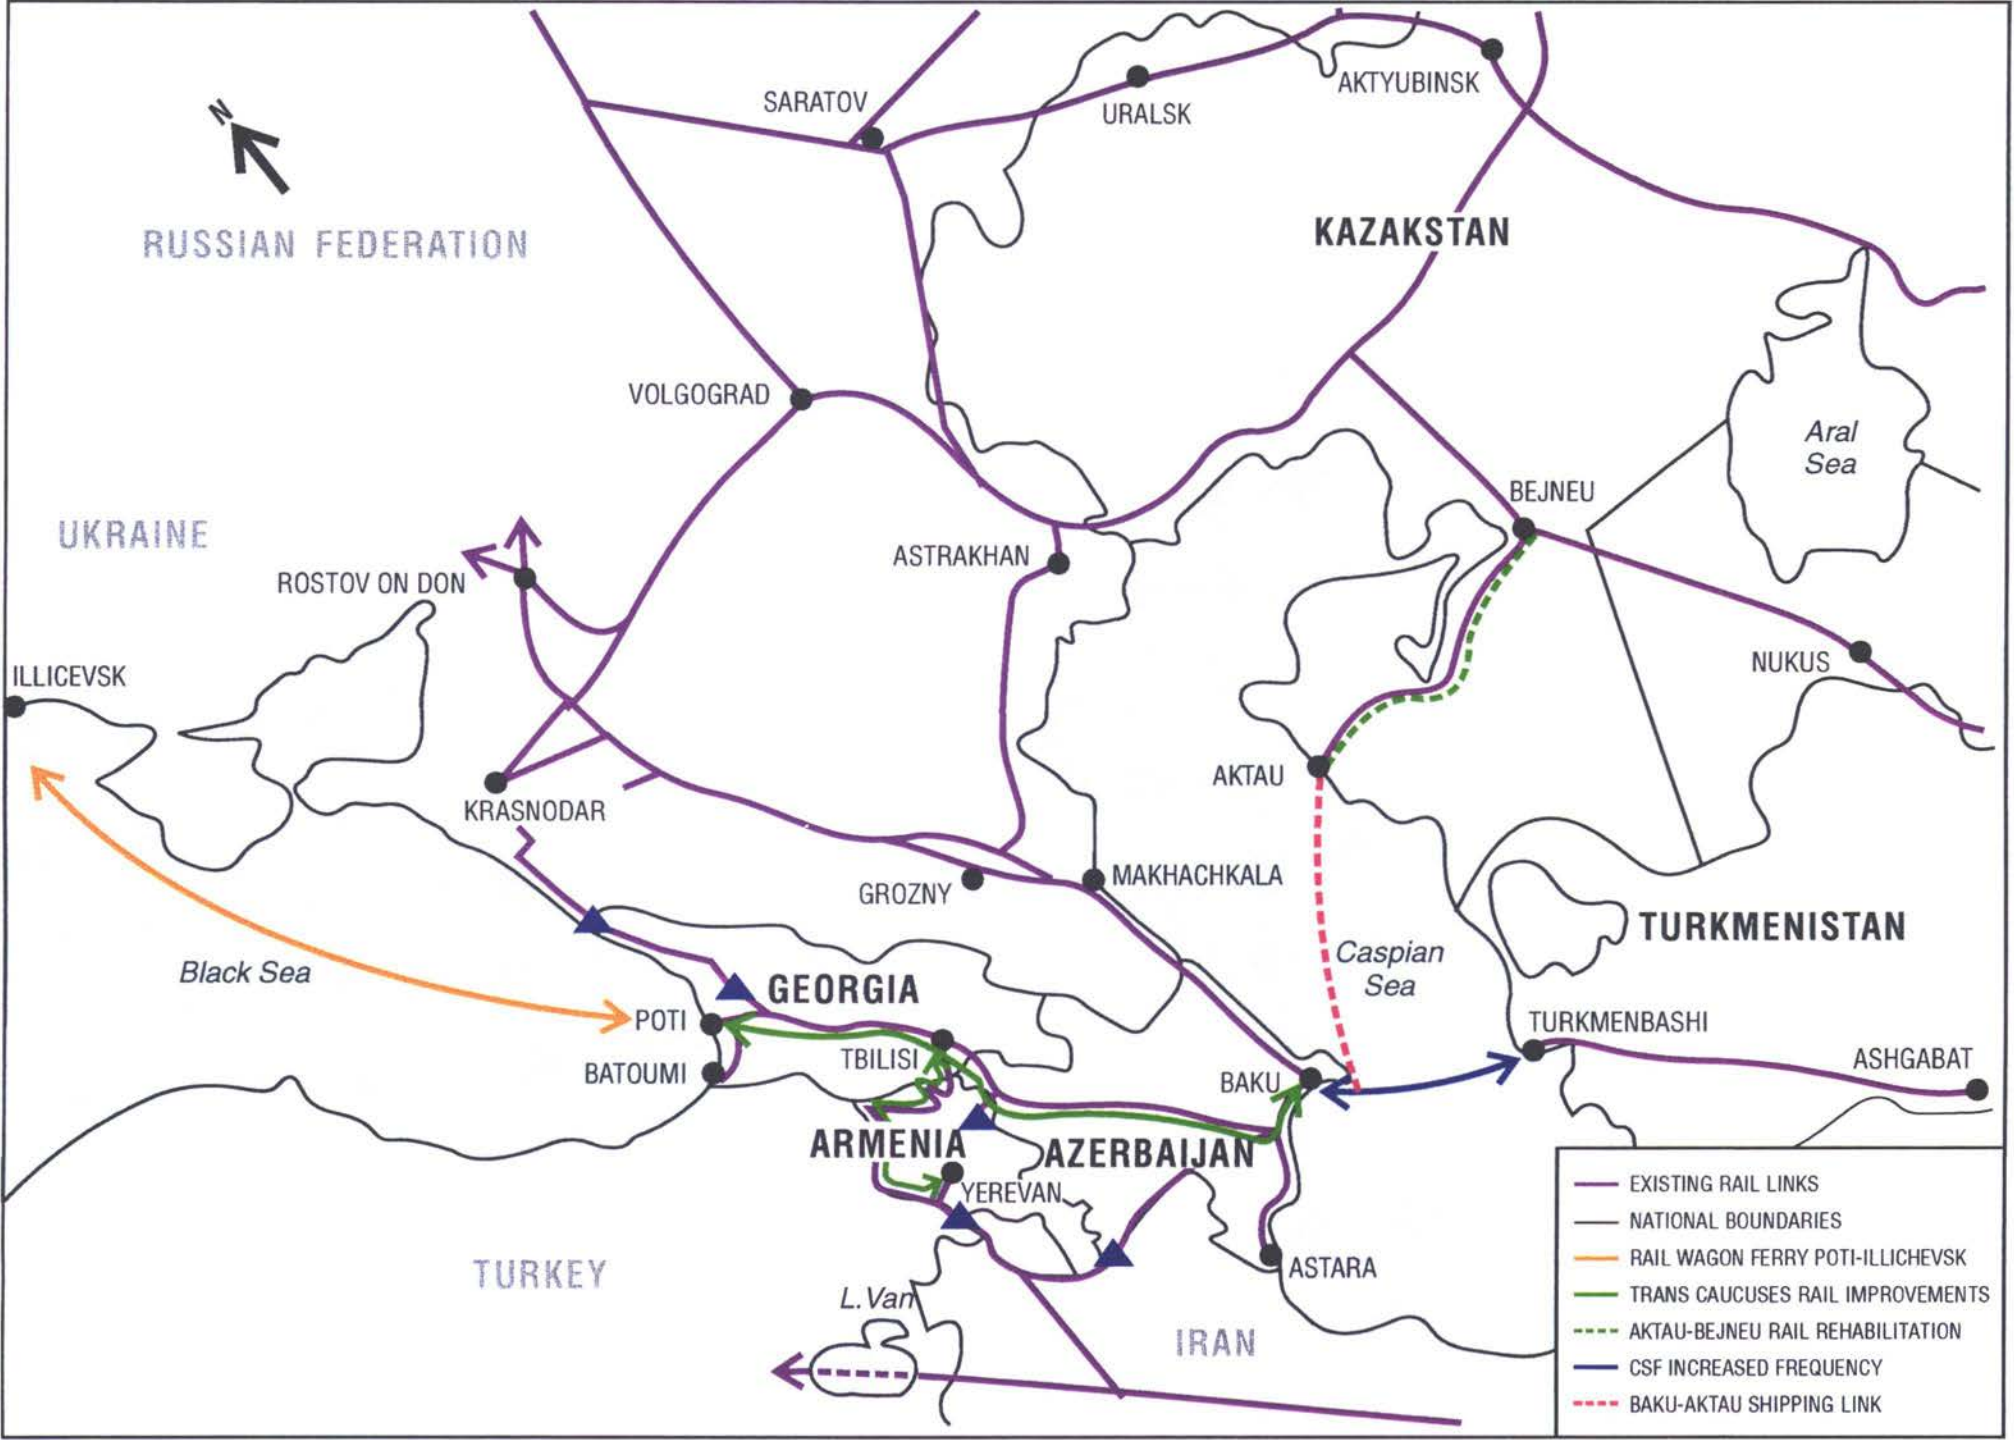 SARATOV
URALSK
AKTYUBINSK
N
RUSSIAN FEDERATION
KAZAKSTAN
VOLGOGRAD
Aral
Sea
BEJNEU
UKRAINE
ASTRAKHAN
ROSTOV ON DON
NUKUS
ILLICEVSK
AKTAU
KRASNODAR
GROZNY
MAKHACHKALA
TURKMENISTAN
Caspian
Sea
Black Sea
GEORGIA
POTI
TURKMENBASHI
TBILISI
ASHGABAT
BATOUMI
BAKU
ARMENIA
AZERBAIJAN
YEREVAN
TURKEY
ASTARA
L.Van
IRAN
EXISTING RAIL LINKS
NATIONAL BOUNDARIES
RAIL WAGON FERRY POTI-ILLICHEVSK
TRANS CAUCUSES RAIL IMPROVEMENTS
AKTAU-BEJNEU RAIL REHABILITATION
CSF INCREASED FREQUENCY
BAKU-AKTAU SHIPPING LINK